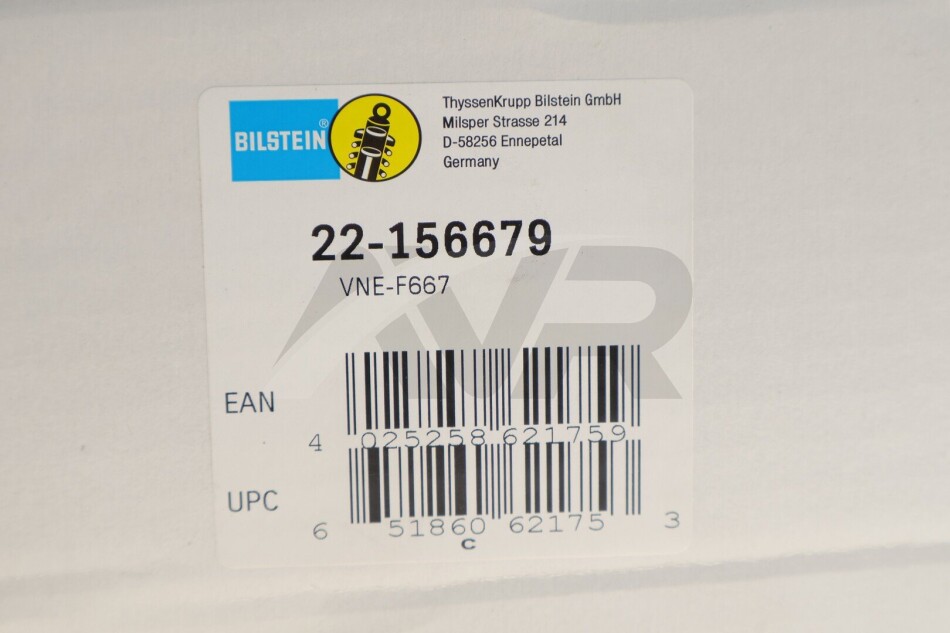 BILSTEIN®
ThyssenKrupp Bilstein GmbH
Milsper Strasse 214
D-58256 Ennepetal
Germany
22-156679
VNE-F667
AVR
EAN
4 025258 621759
UPC
6 51860 62175 3
C